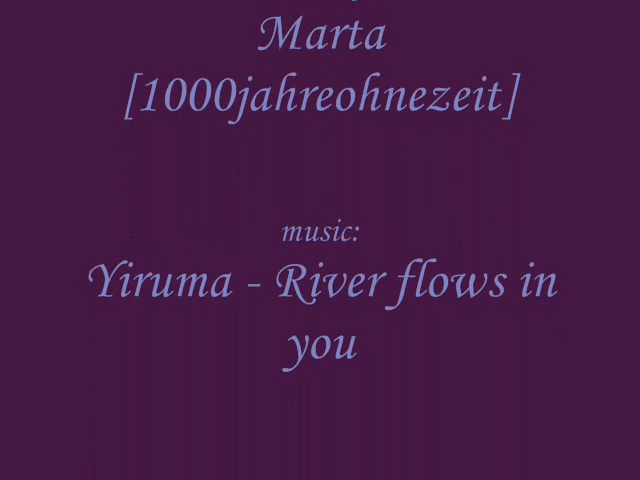 Marta
[1000jahreohnezeit]
music:
Yiruma - River flows in
you